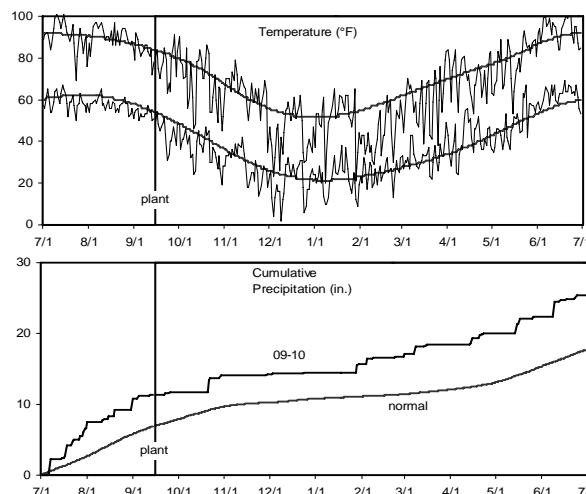 100
Temperature (°F)
80
60
40
20
plant
0
7/1 8/1 9/1 10/1 11/1 12/1 1/1 2/1 3/1 4/1 5/1 6/1 7/1
30
Cumulative
Precipitation (in.)
20
09-10
10
normal
plant
0
7/1 8/1 9/1 10/1 11/1 12/1 1/1 2/1 3/1 4/1 5/1 6/1